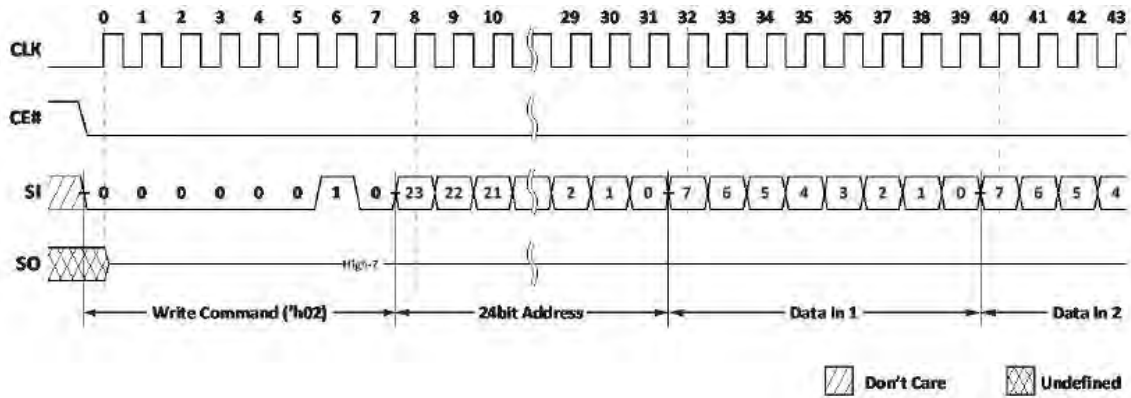 0 1 2 3 4 5 6 7 8 9 10 29 30 31 32 33 34 35 36 37 38 39 40 41 42 43
CLK
CE#
SI 0 0 0 0 0 0 1 0 23 22 21 2 1 0 7 6 5 4 3 2 1 0 7 6 5 4
SO High-Z
Write Command ('h02) 24bit Address Data In 1 Data In 2
Don't Care Undefined